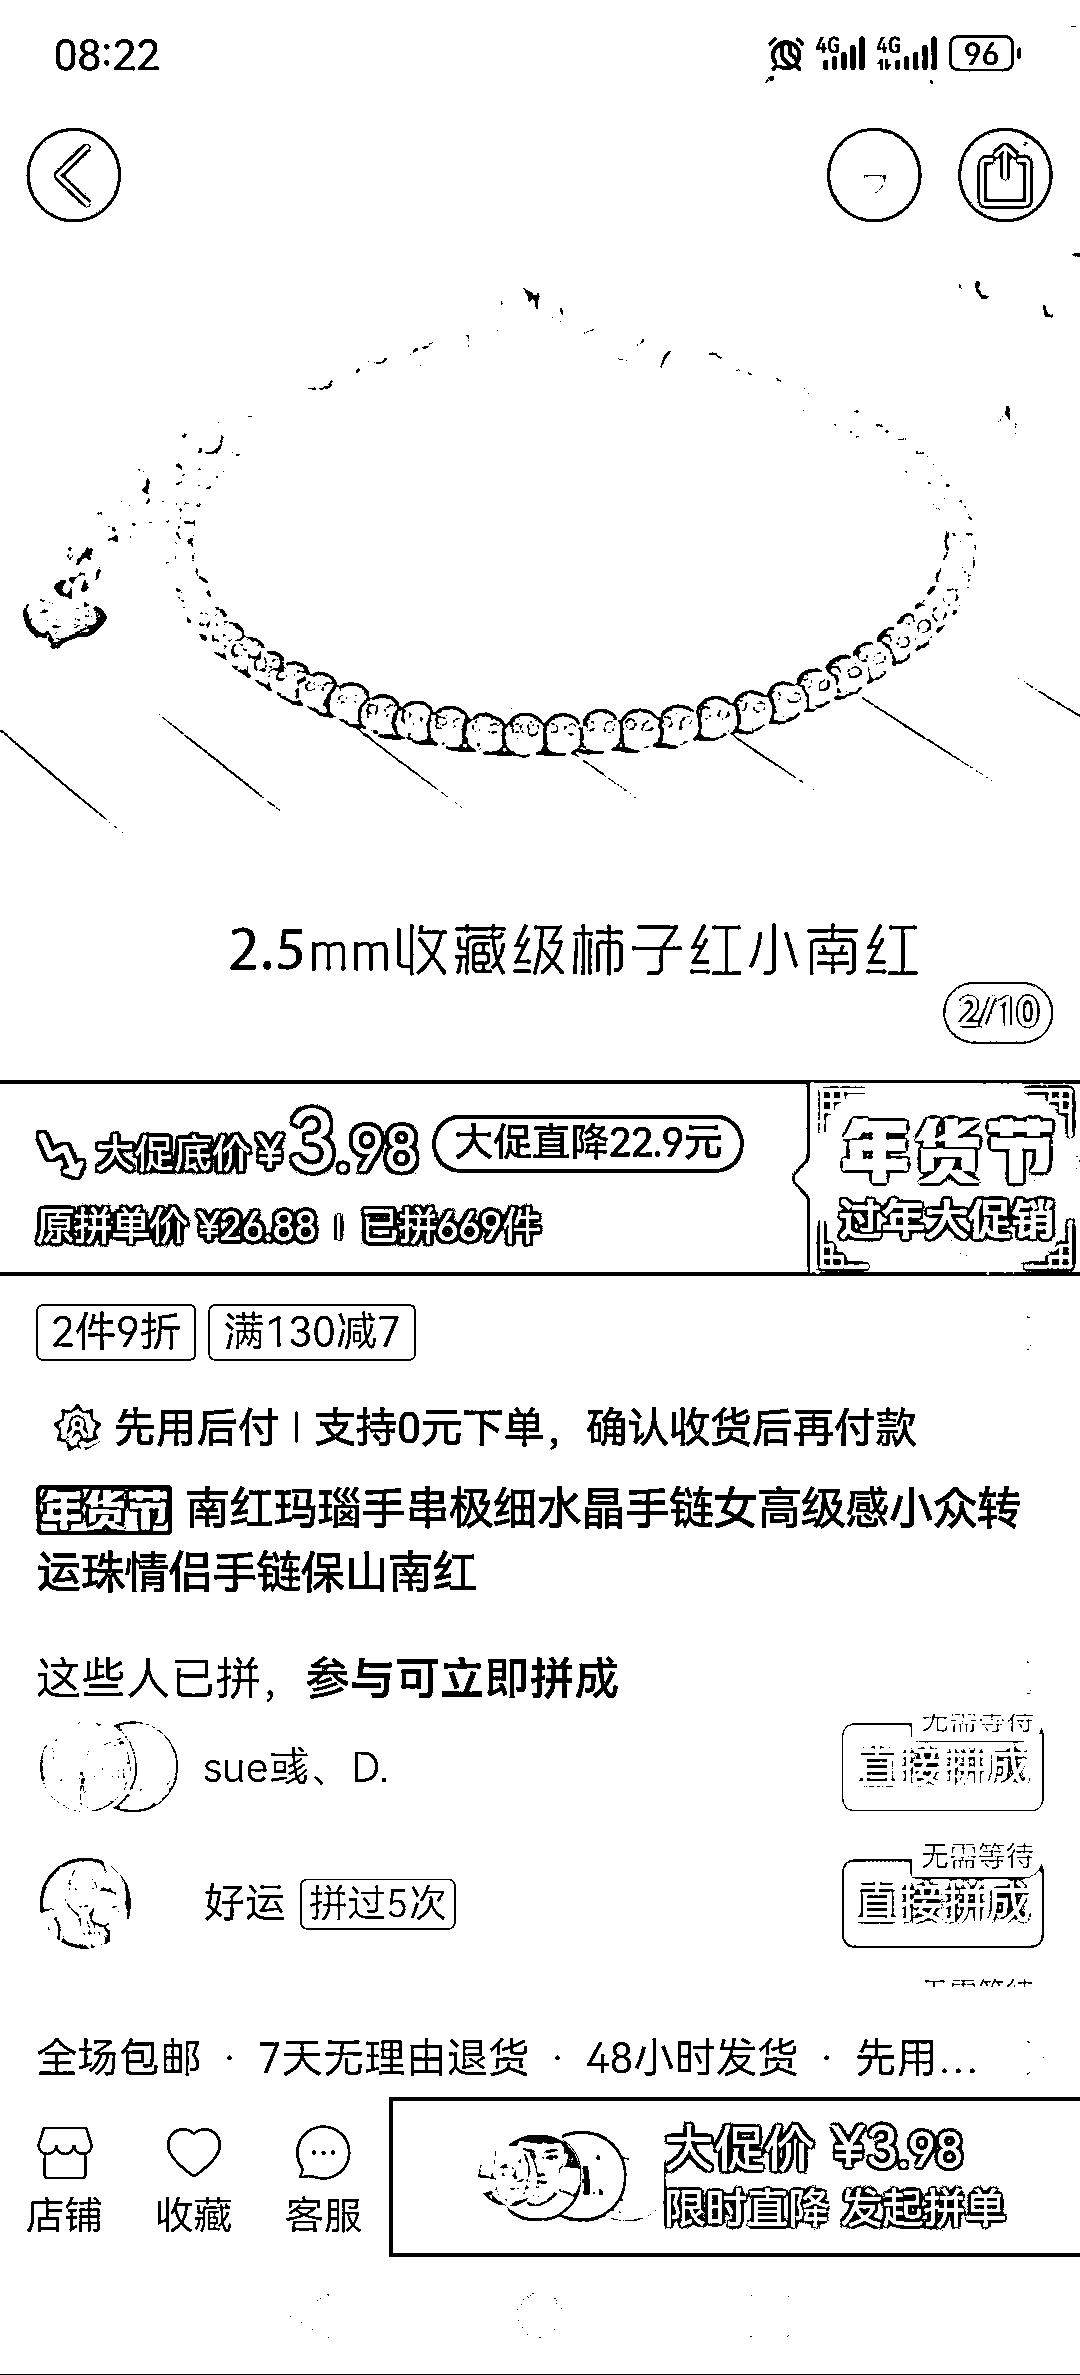 08:22
4G 4G 96
2.5mm收藏级柿子红小南红
2/10
大促底价¥3.98 大促直降22.9元
原拼单价 ¥26.88 | 已拼669件
年货节
过年大促销
2件9折 满130减7
先用后付 | 支持0元下单，确认收货后再付款
年货节 南红玛瑙手串极细水晶手链女高级感小众转
运珠情侣手链保山南红
这些人已拼，参与可立即拼成
无需等待
sue彧、D. 直接拼成
无需等待
好运 拼过5次 直接拼成
无需等待
全场包邮 · 7天无理由退货 · 48小时发货 · 先用...
大促价 ¥3.98
限时直降 发起拼单
店铺 收藏 客服